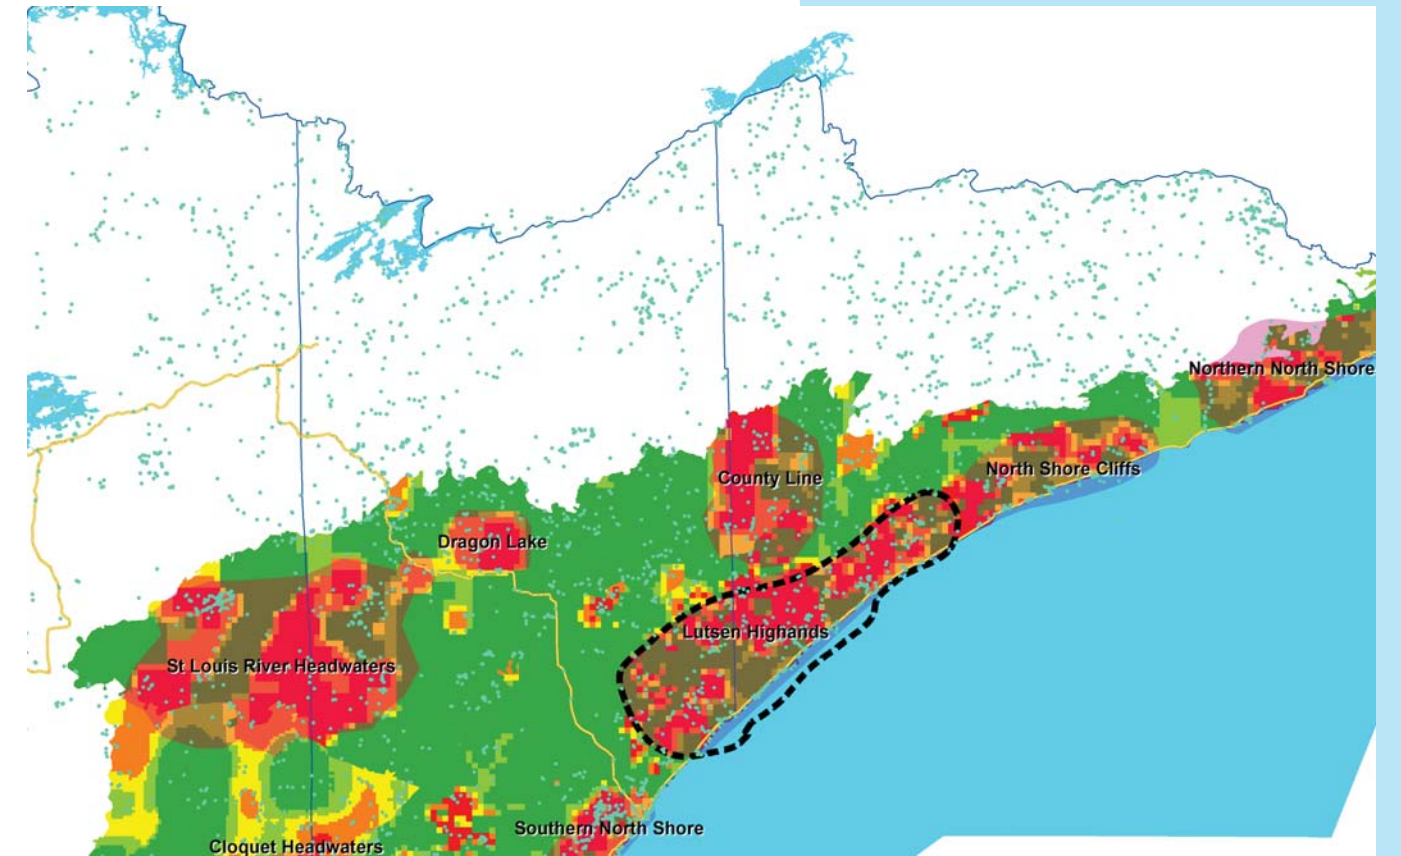 Northern North Shore
North Shore Cliffs
County Line
Dragon Lake
Lutsen Highands
St Louis River Headwaters
Southern North Shore
Cloquet Headwaters